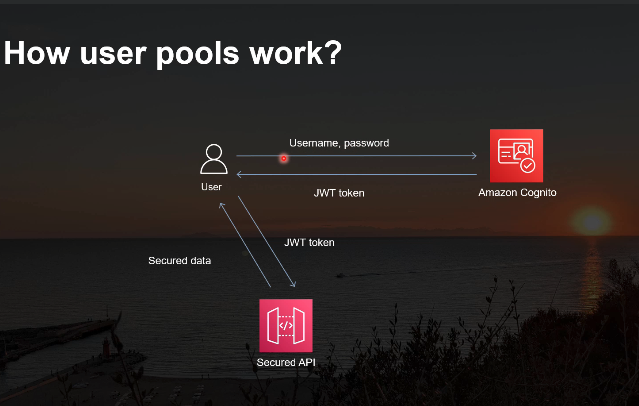 How user pools work?
Username, password
User
JWT token
Amazon Cognito
JWT token
Secured data
Secured API